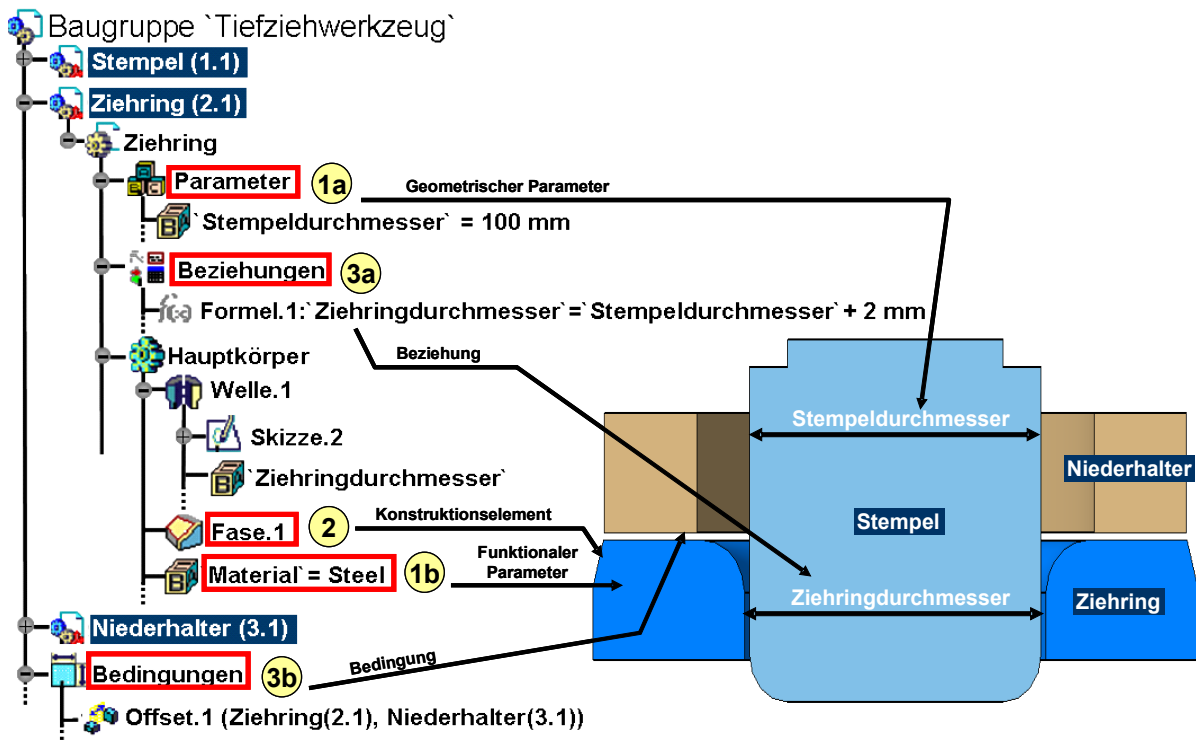 Baugruppe `Tiefziehwerkzeug`
Stempel (1.1)
Ziehring (2.1)
Ziehring
Parameter
1a
Geometrischer Parameter
`Stempeldurchmesser` = 100 mm
Beziehungen
3a
f(x) Formel.1:`Ziehringdurchmesser`=`Stempeldurchmesser`+ 2 mm
Beziehung
Hauptkörper
Welle.1
Skizze.2
`Ziehringdurchmesser`
Fase.1
2
Konstruktionselement
`Material`= Steel
1b
Funktionaler
Parameter
Niederhalter (3.1)
Bedingungen
3b
Bedingung
Offset.1 (Ziehring(2.1), Niederhalter(3.1))
Stempeldurchmesser
Niederhalter
Stempel
Ziehringdurchmesser
Ziehring